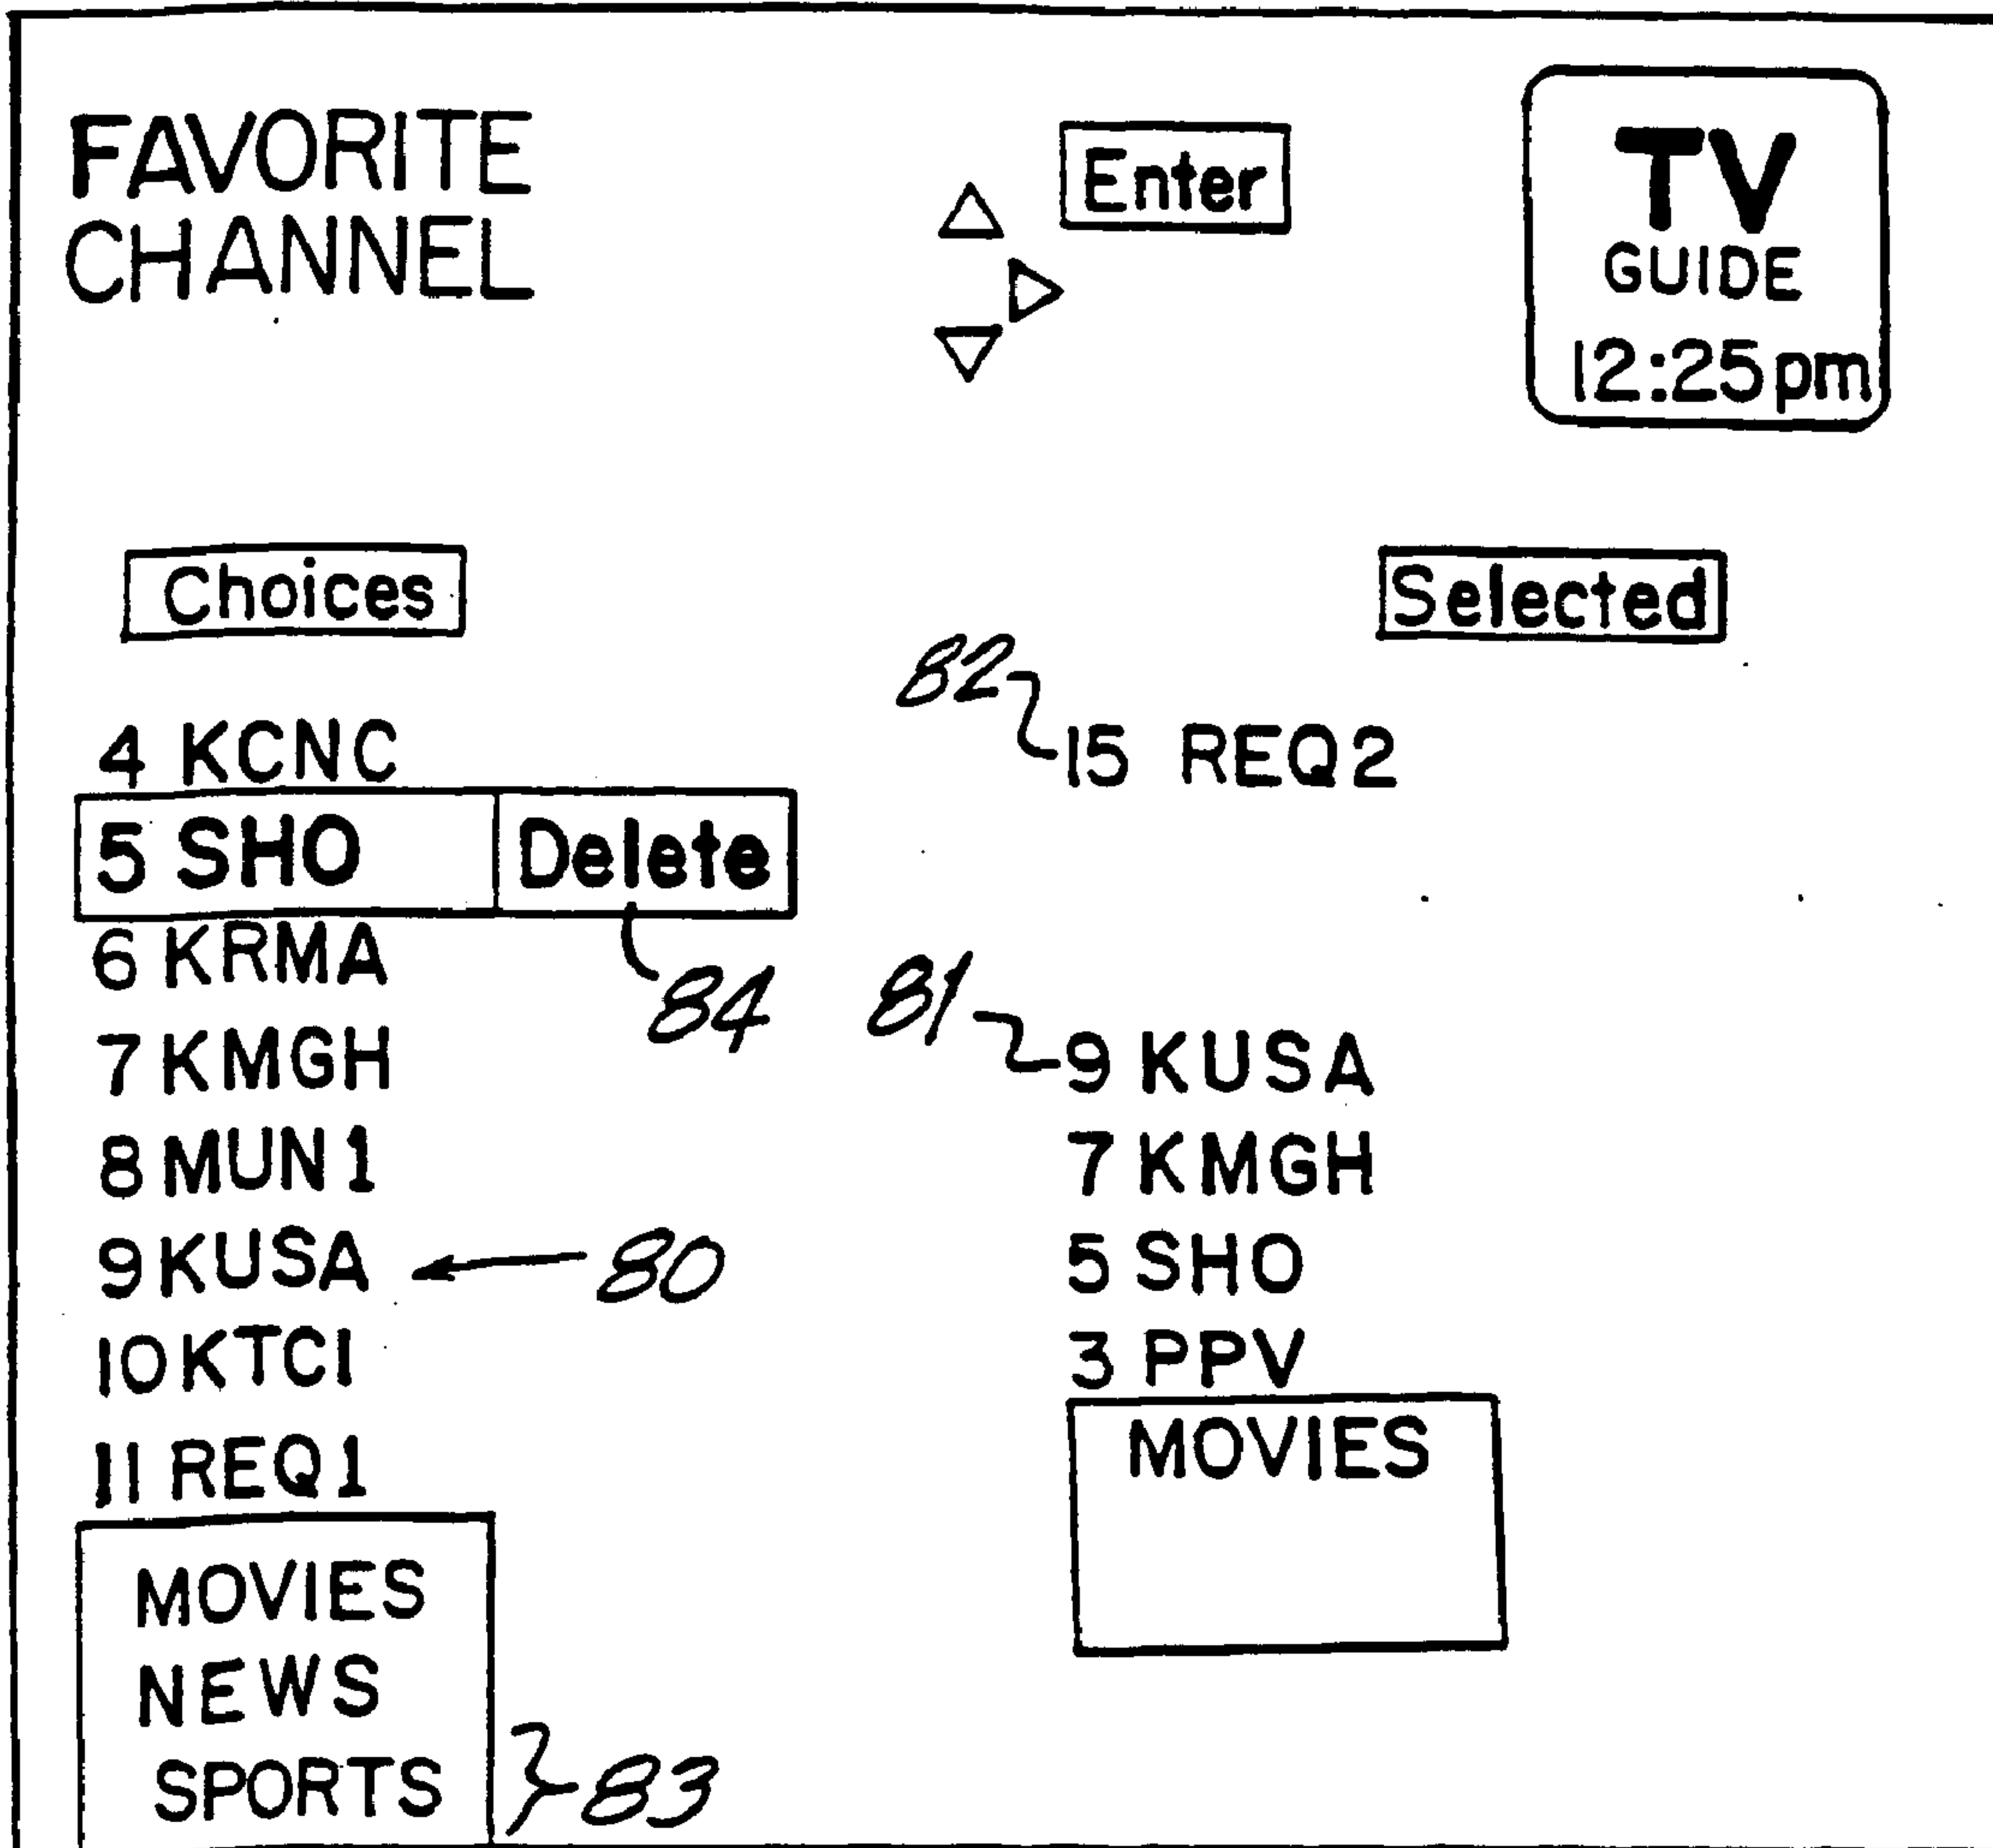 FAVORITE
CHANNEL
Enter
TV
GUIDE
12:25pm
Choices
Selected
82
4 KCNC
15 REQ2
5 SHO Delete
6 KRMA
84
81
7 KMGH
9 KUSA
8 MUN1
7 KMGH
9 KUSA
80
5 SHO
10 KTCI
3 PPV
11 REQ1
MOVIES
MOVIES
NEWS
SPORTS
83